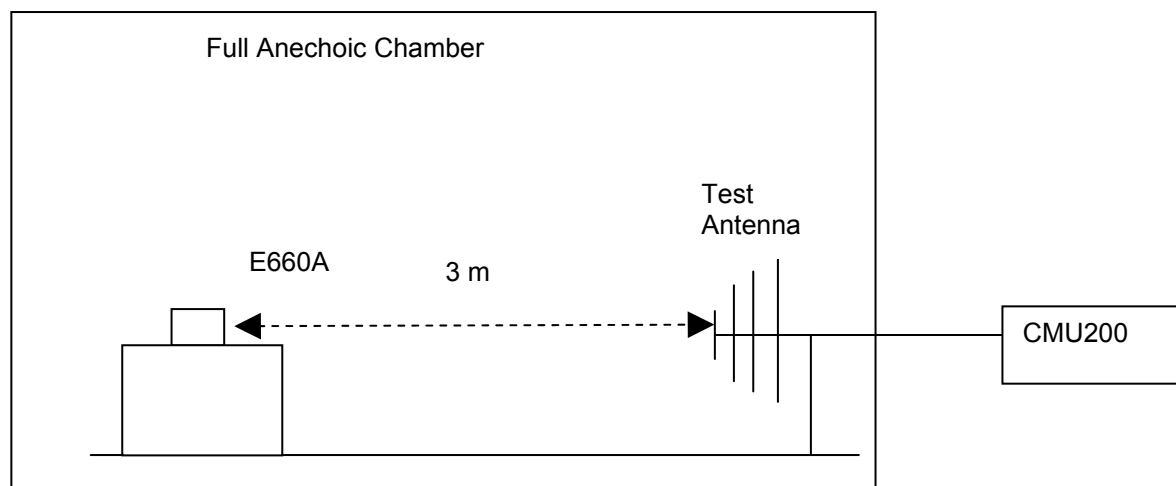 Full Anechoic Chamber
Test
Antenna
E660A
3 m
CMU200